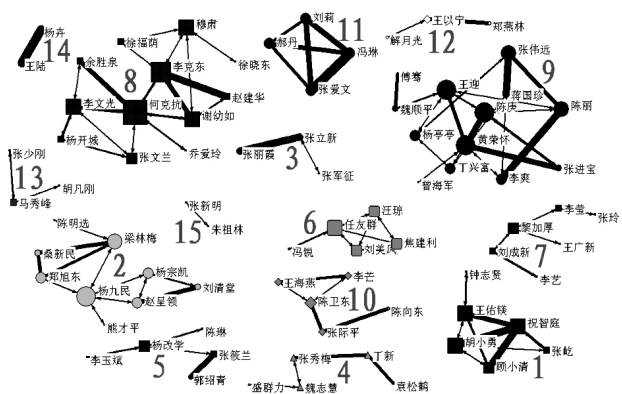 杨卉
14
王陆
徐福荫
穆肃
余胜泉
8
李克东
徐晓东
赵建华
李文光
何克抗
谢幼如
杨开城
张文兰
乔爱玲
刘莉
11
郝丹
冯琳
张爱文
王以宁
郑燕林
解月光
12
张伟远
9
傅骞
王迎
蒋国珍
魏顺平
陈庚
陈丽
杨亭亭
黄荣怀
丁兴富
张进宝
曾海军
李爽
张少刚
13
胡凡刚
马秀峰
张立新
张丽霞
3
张军征
张新明
15
朱祖林
陈明选
梁林梅
桑新民
2
郑旭东
杨宗凯
刘清堂
杨九民
赵呈领
熊才平
6
汪琼
任友群
冯锐
刘美凤
焦建利
李莹
张玲
黎加厚
王广新
刘成新
7
李艺
王海燕
李芒
陈卫东
10
陈向东
张际平
钟志贤
王佑镁
祝智庭
胡小勇
张屹
顾小清
1
陈琳
杨改学
李玉斌
5
张筱兰
郭绍青
张秀梅
丁新
4
盛群力
魏志慧
袁松鹤